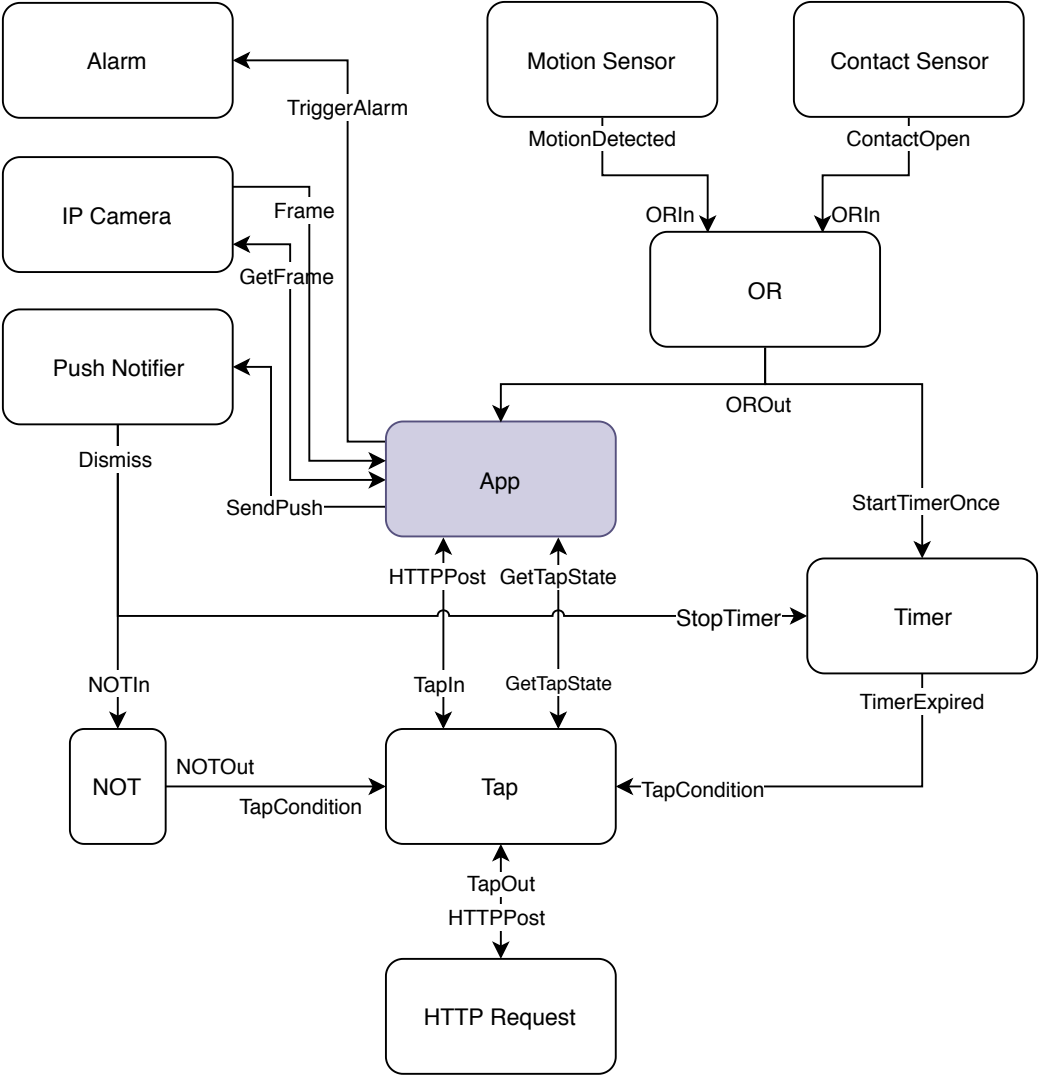 Alarm
Motion Sensor
Contact Sensor
TriggerAlarm
MotionDetected
ContactOpen
IP Camera
Frame
ORIn
ORIn
GetFrame
OR
Push Notifier
OROut
Dismiss
App
SendPush
StartTimerOnce
HTTPPost
GetTapState
StopTimer
Timer
NOTIn
TapIn
GetTapState
TimerExpired
NOT
NOTOut
TapCondition
Tap
TapCondition
TapOut
HTTPPost
HTTP Request